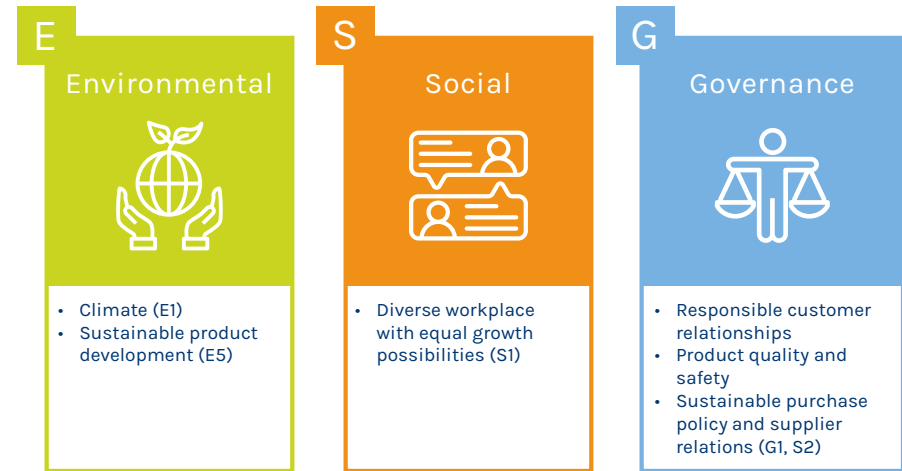 E
Environmental
• Climate (E1)
• Sustainable product
development (E5)
S
Social
• Diverse workplace
with equal growth
possibilities (S1)
G
Governance
• Responsible customer
relationships
• Product quality and
safety
• Sustainable purchase
policy and supplier
relations (G1, S2)